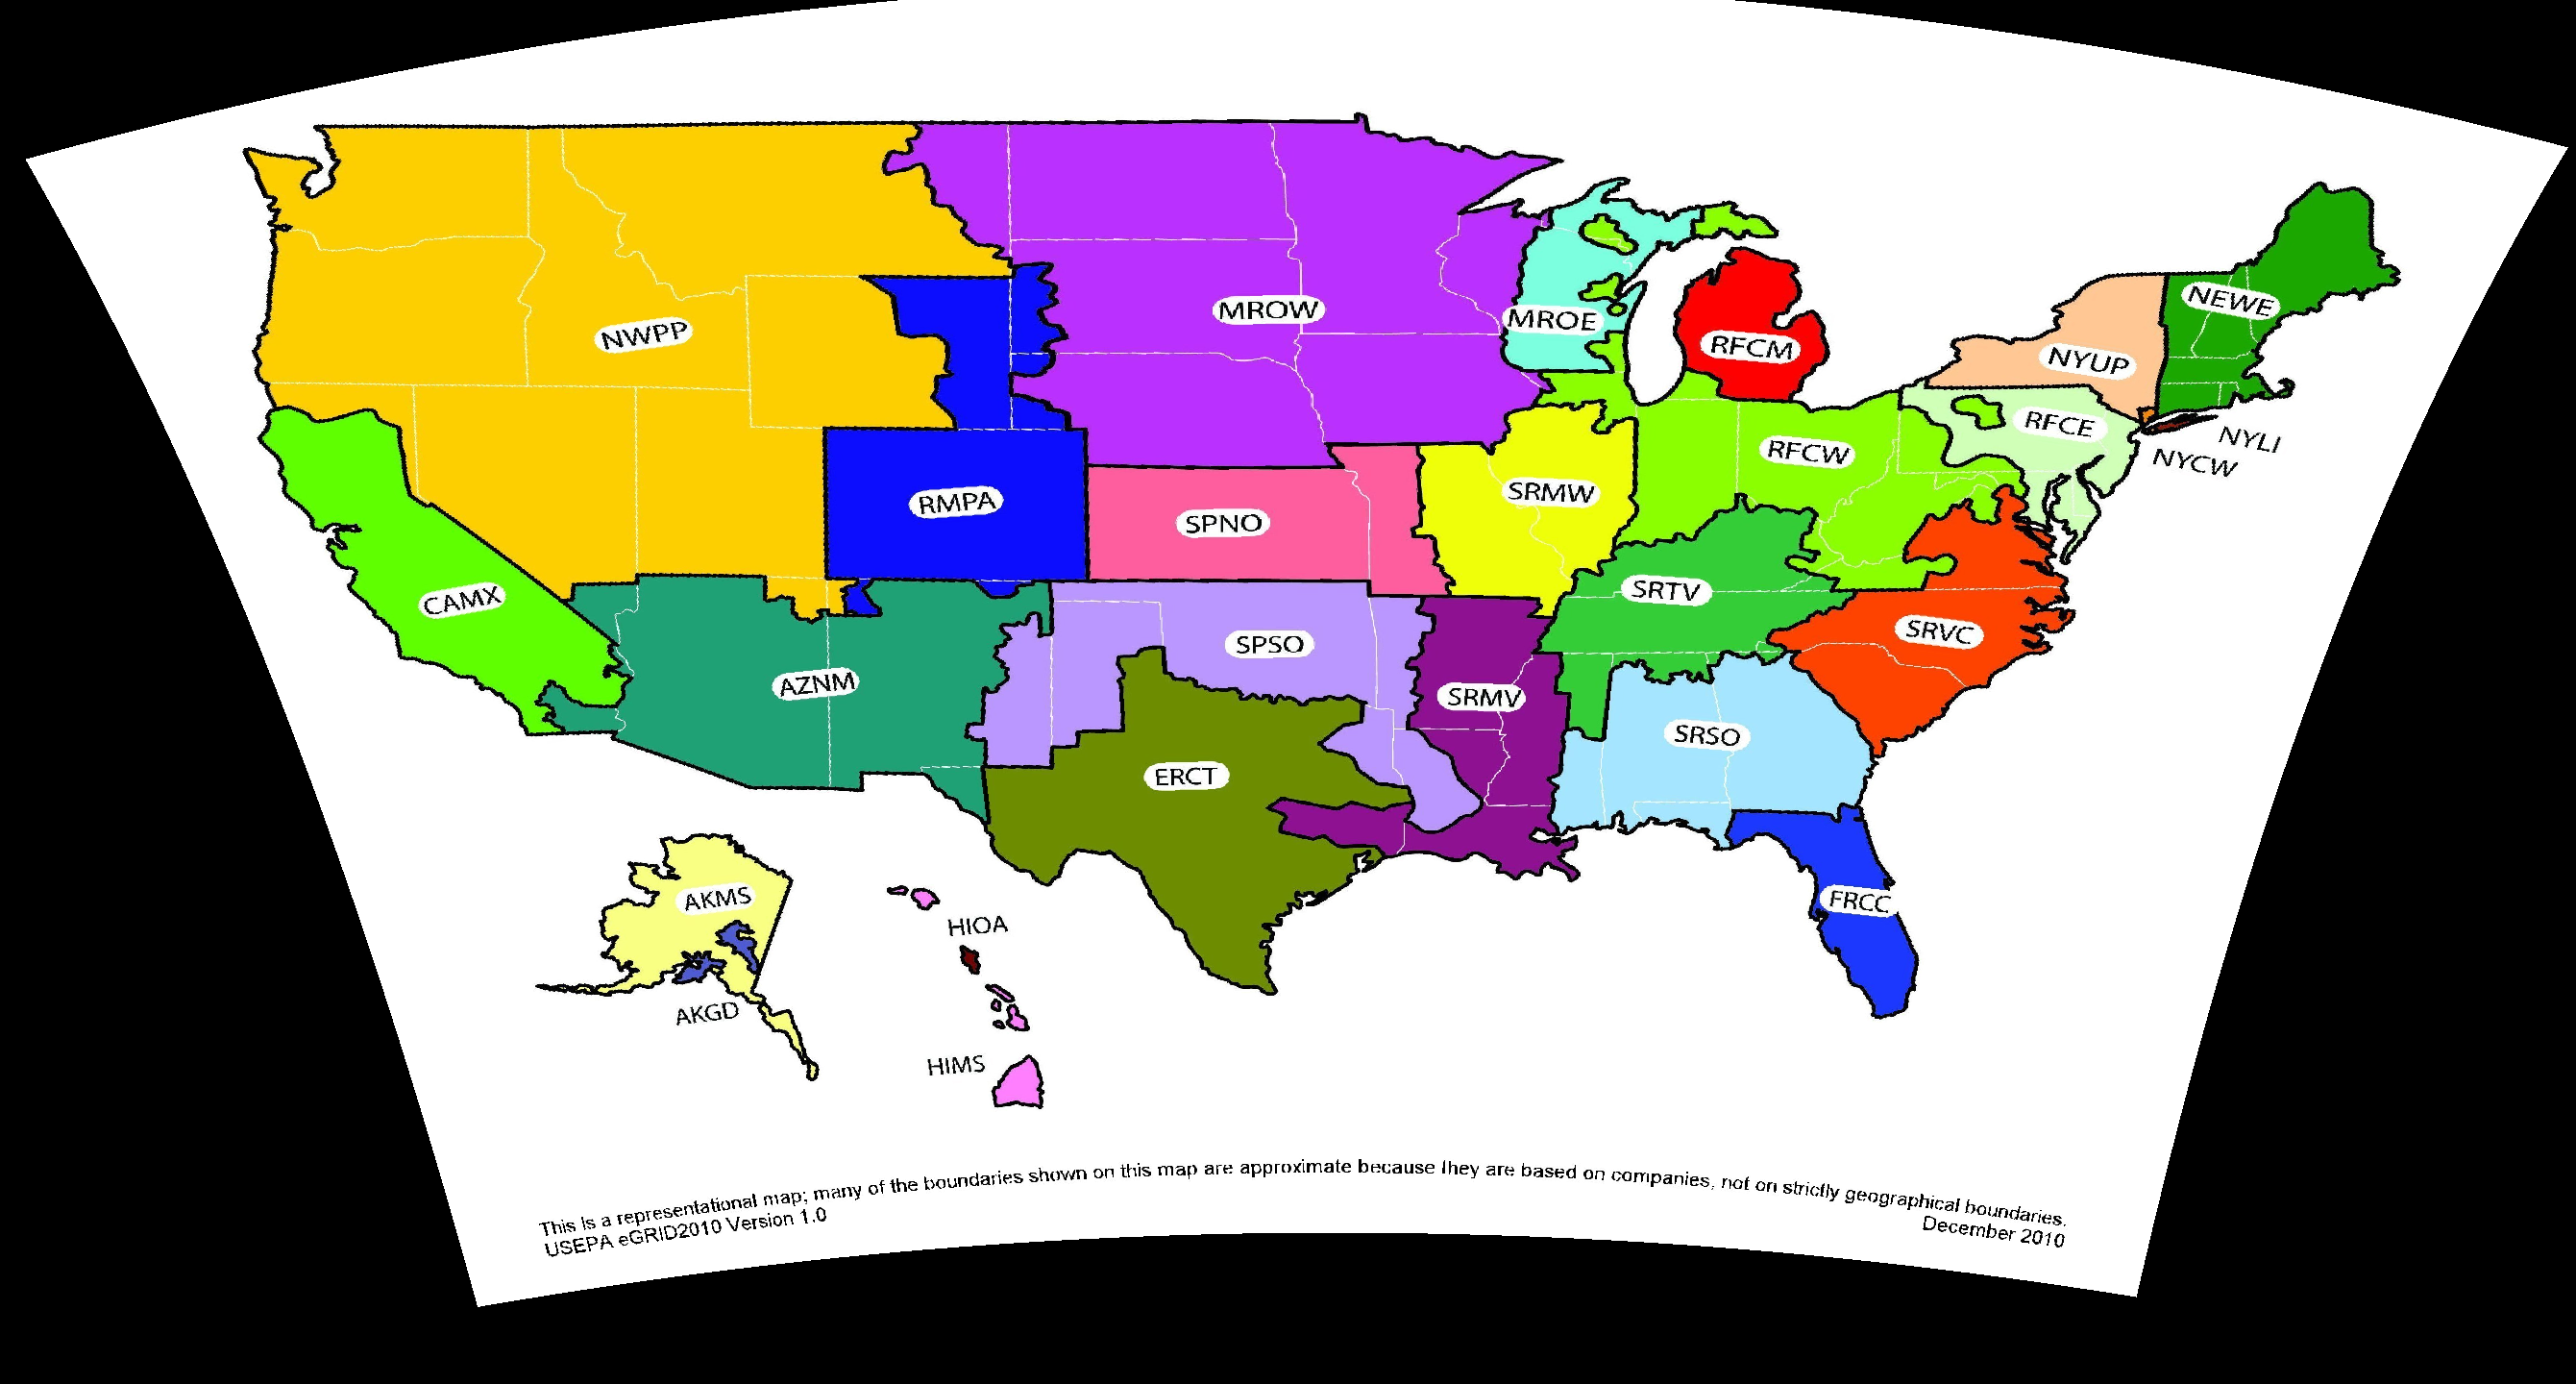 NWPP
MROW
MROE
RFCM
NEWE
NYUP
RFCE
NYLI
NYCW
RFCW
RMPA
SRMW
SPNO
CAMX
SRTV
SRVC
SPSO
AZNM
SRMV
SRSO
ERCT
AKMS
FRCC
HIOA
AKGD
HIMS
This is a representational map; many of the boundaries shown on this map are approximate because they are based on companies, not on strictly geographical boundaries.
USEPA eGRID2010 Version 1.0
December 2010